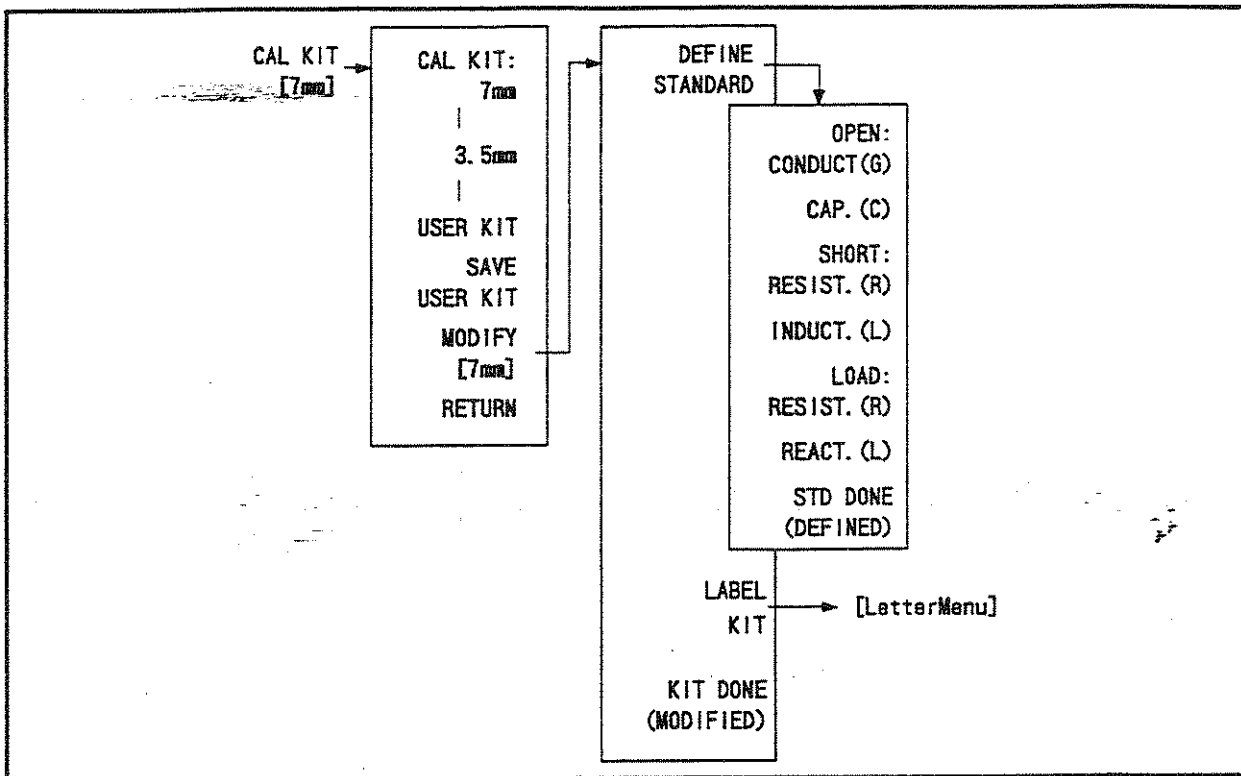 CAL KIT
[7mm]
CAL KIT:
7mm
3.5mm
USER KIT
SAVE
USER KIT
MODIFY
[7mm]
RETURN
DEFINE
STANDARD
OPEN:
CONDUCT(G)
CAP.(C)
SHORT:
RESIST.(R)
INDUCT.(L)
LOAD:
RESIST.(R)
REACT.(L)
STD DONE
(DEFINED)
LABEL
KIT
[LetterMenu]
KIT DONE
(MODIFIED)